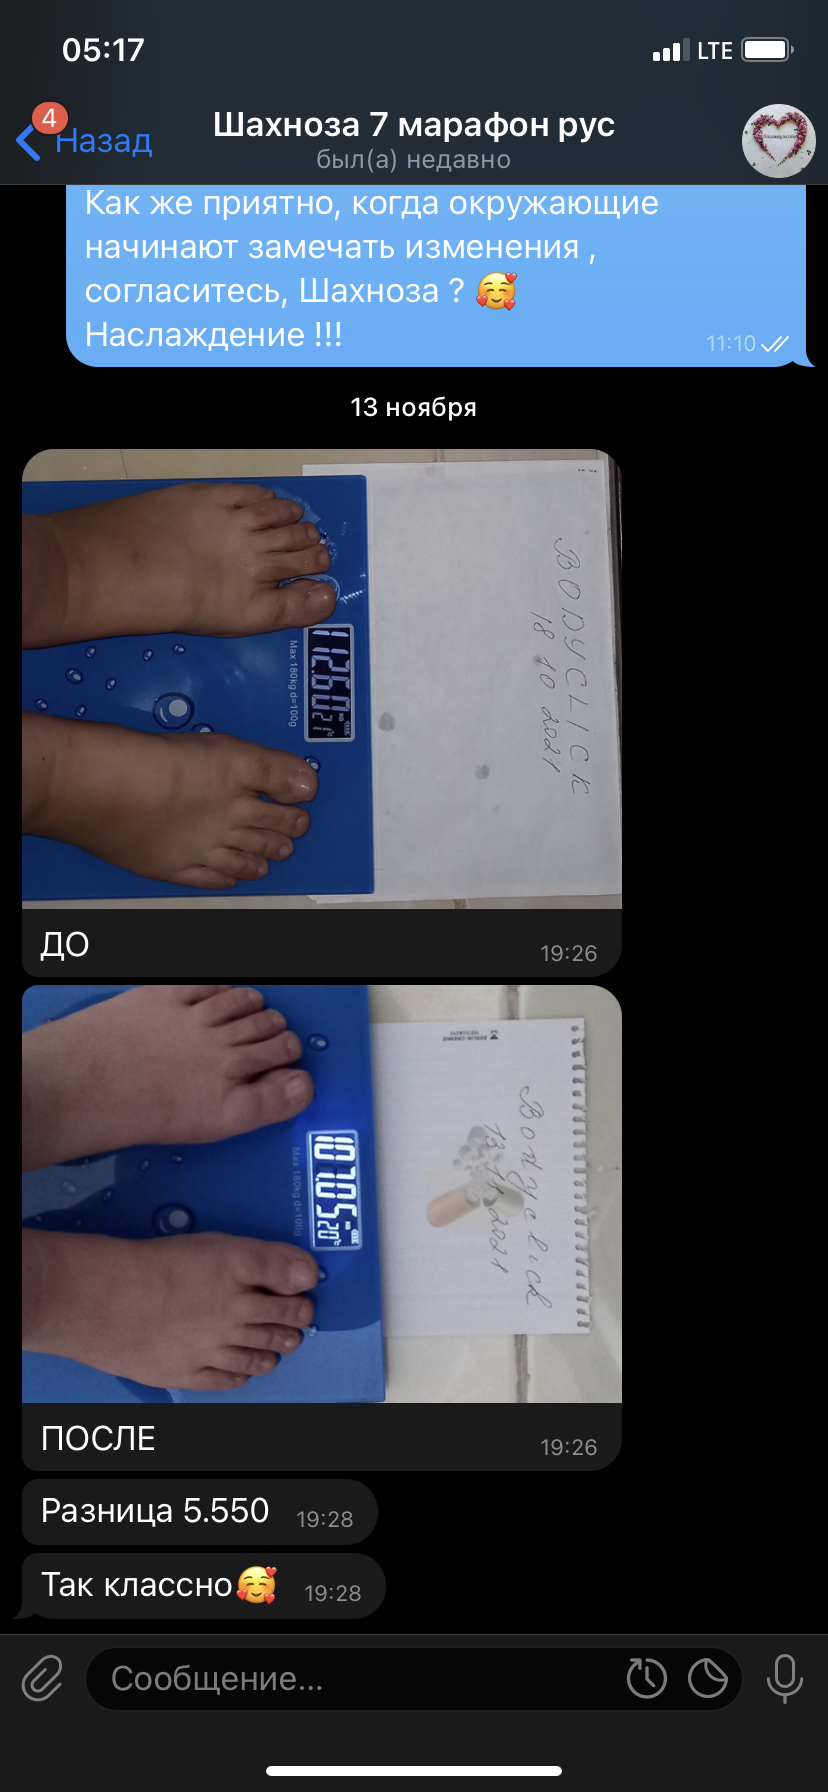 05:17
LTE
4
Назад
Шахноза 7 марафон рус
был(а) недавно
Как же приятно, когда окружающие
начинают замечать изменения ,
согласитесь, Шахноза ? 🥰
Наслаждение !!!
11:10
13 ноября
BODYCLICK
18 10 2021
112.60
21°c
Max 180kg d=100g
ДО
19:26
Bodyclick
13 11 2021
107.05
20°c
Max 180kg d=100g
ПОСЛЕ
19:26
Разница 5.550
19:28
Так классно🥰
19:28
Сообщение...